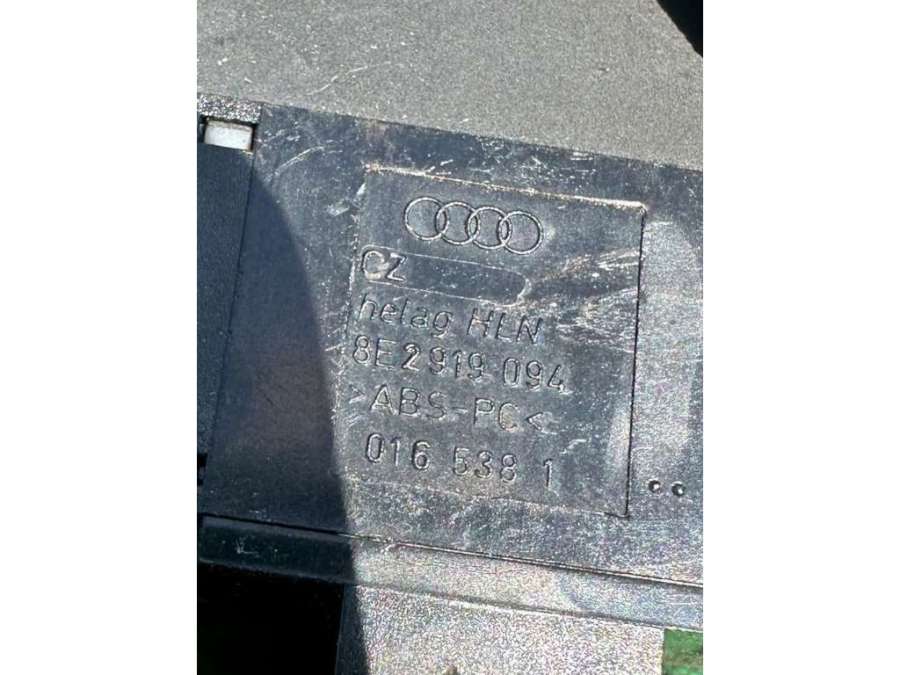 CZ
helag HLN
8E2 919 094
>ABS-PC<
016 538 1